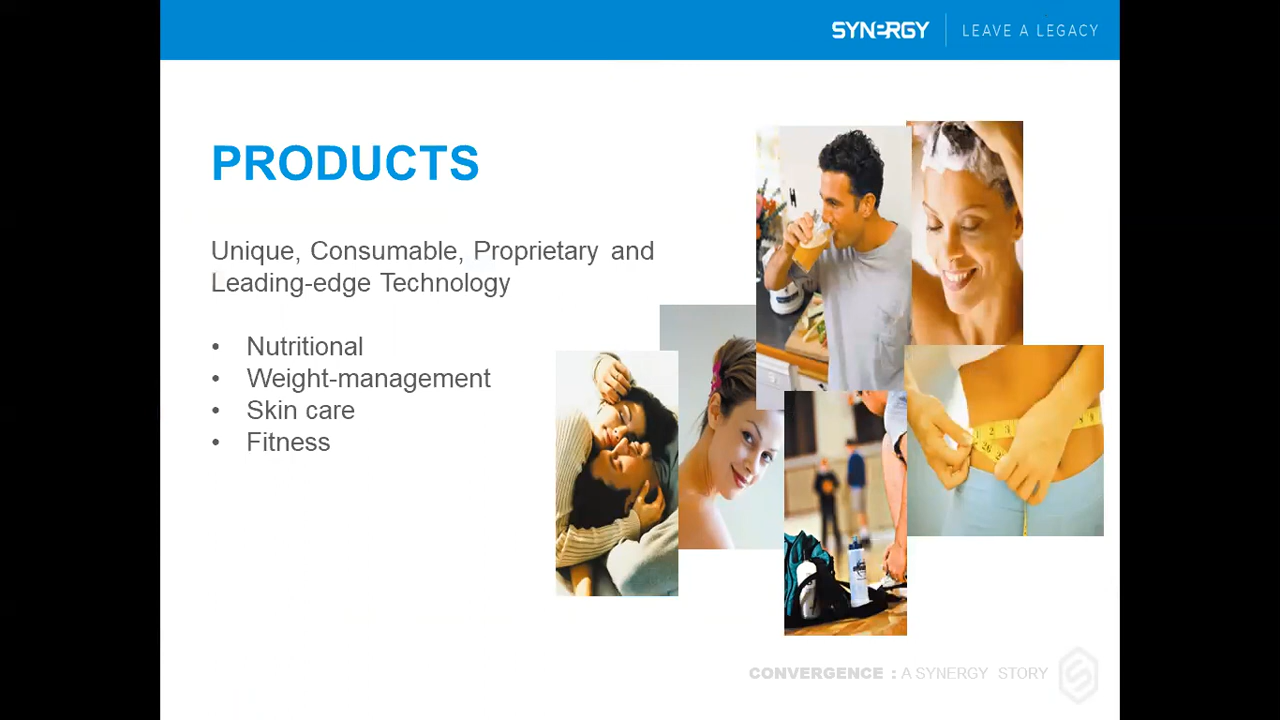 SYNERGY LEAVE A LEGACY
PRODUCTS
Unique, Consumable, Proprietary and
Leading-edge Technology
• Nutritional
• Weight-management
• Skin care
• Fitness
CONVERGENCE : A SYNERGY STORY